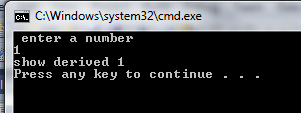 C:\Windows\system32\cmd.exe
enter a number
1
show derived 1
Press any key to continue . . .